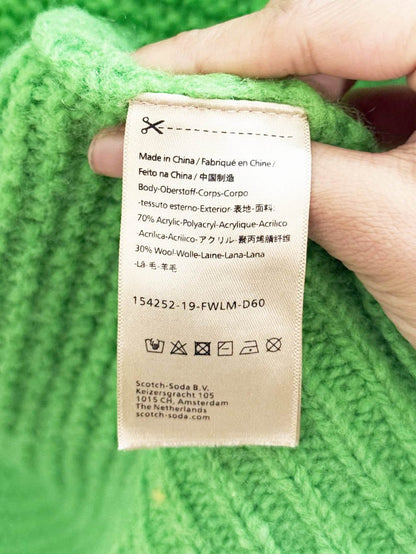 Made in China / Fabriqué en Chine /
Feito na China / 中国制造
Body-Oberstoff-Corps-Corpo
-tessuto esterno-Exterior-表地-面料:
70% Acrylic-Polyacryl-Acrylique-Acrilico
-Acrílica-Acrílico-アクリル-聚丙烯腈纤维
30% Wool-Wolle-Laine-Lana-Lana
-Lã-毛-羊毛
154252-19-FWLM-D60
Scotch-Soda B.V.
Keizersgracht 105
1015 CH, Amsterdam
The Netherlands
scotch-soda.com